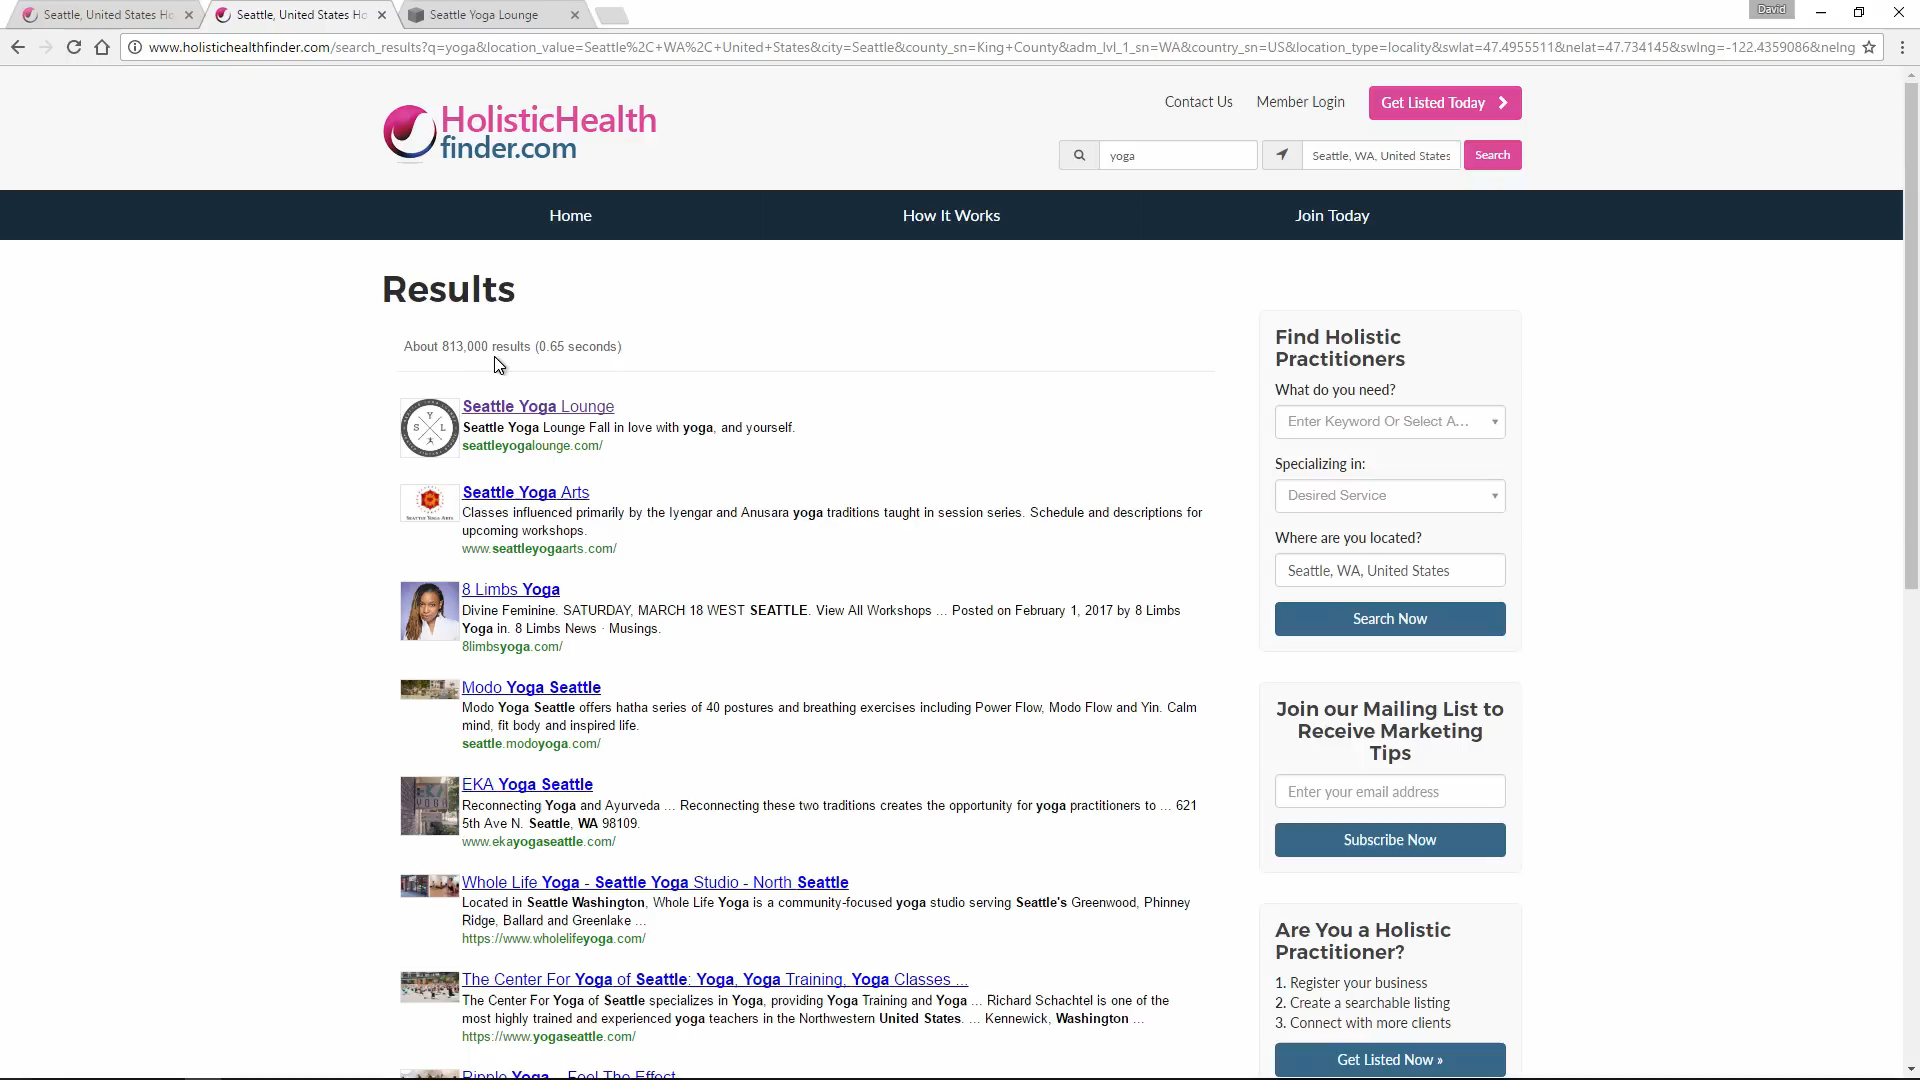 Seattle, United States Ho
Seattle, United States Ho
Seattle Yoga Lounge
David
www.holistichealthfinder.com/search_results?q=yoga&location_value=Seattle%2C+WA%2C+United+States&city=Seattle&county_sn=King+County&adm_lvl_1_sn=WA&country_sn=US&location_type=locality&swlat=47.4955511&nelat=47.734145&swlng=-122.4359086&nelng
HolisticHealth
finder.com
Contact Us
Member Login
Get Listed Today
yoga
Seattle, WA, United States
Search
Home
How It Works
Join Today
Results
About 813,000 results (0.65 seconds)
Y
S L
Seattle Yoga Lounge
Seattle Yoga Lounge Fall in love with yoga, and yourself.
seattleyogalounge.com/
SEATTLE YOGA ARTS
Seattle Yoga Arts
Classes influenced primarily by the Iyengar and Anusara yoga traditions taught in session series. Schedule and descriptions for
upcoming workshops.
www.seattleyogaarts.com/
8 Limbs Yoga
Divine Feminine. SATURDAY, MARCH 18 WEST SEATTLE. View All Workshops ... Posted on February 1, 2017 by 8 Limbs
Yoga in. 8 Limbs News · Musings.
8limbsyoga.com/
Modo Yoga Seattle
Modo Yoga Seattle offers hatha series of 40 postures and breathing exercises including Power Flow, Modo Flow and Yin. Calm
mind, fit body and inspired life.
seattle.modoyoga.com/
EKA Yoga Seattle
Reconnecting Yoga and Ayurveda ... Reconnecting these two traditions creates the opportunity for yoga practitioners to ... 621
5th Ave N. Seattle, WA 98109.
www.ekayogaseattle.com/
Whole Life Yoga - Seattle Yoga Studio - North Seattle
Located in Seattle Washington, Whole Life Yoga is a community-focused yoga studio serving Seattle's Greenwood, Phinney
Ridge, Ballard and Greenlake ...
https://www.wholelifeyoga.com/
The Center For Yoga of Seattle: Yoga, Yoga Training, Yoga Classes ...
The Center For Yoga of Seattle specializes in Yoga, providing Yoga Training and Yoga ... Richard Schachtel is one of the
most highly trained and experienced yoga teachers in the Northwestern United States. ... Kennewick, Washington ...
https://www.yogaseattle.com/
Ripple Yoga – Feel The Effect
Find Holistic
Practitioners
What do you need?
Enter Keyword Or Select A...
Specializing in:
Desired Service
Where are you located?
Seattle, WA, United States
Search Now
Join our Mailing List to
Receive Marketing
Tips
Enter your email address
Subscribe Now
Are You a Holistic
Practitioner?
1. Register your business
2. Create a searchable listing
3. Connect with more clients
Get Listed Now »